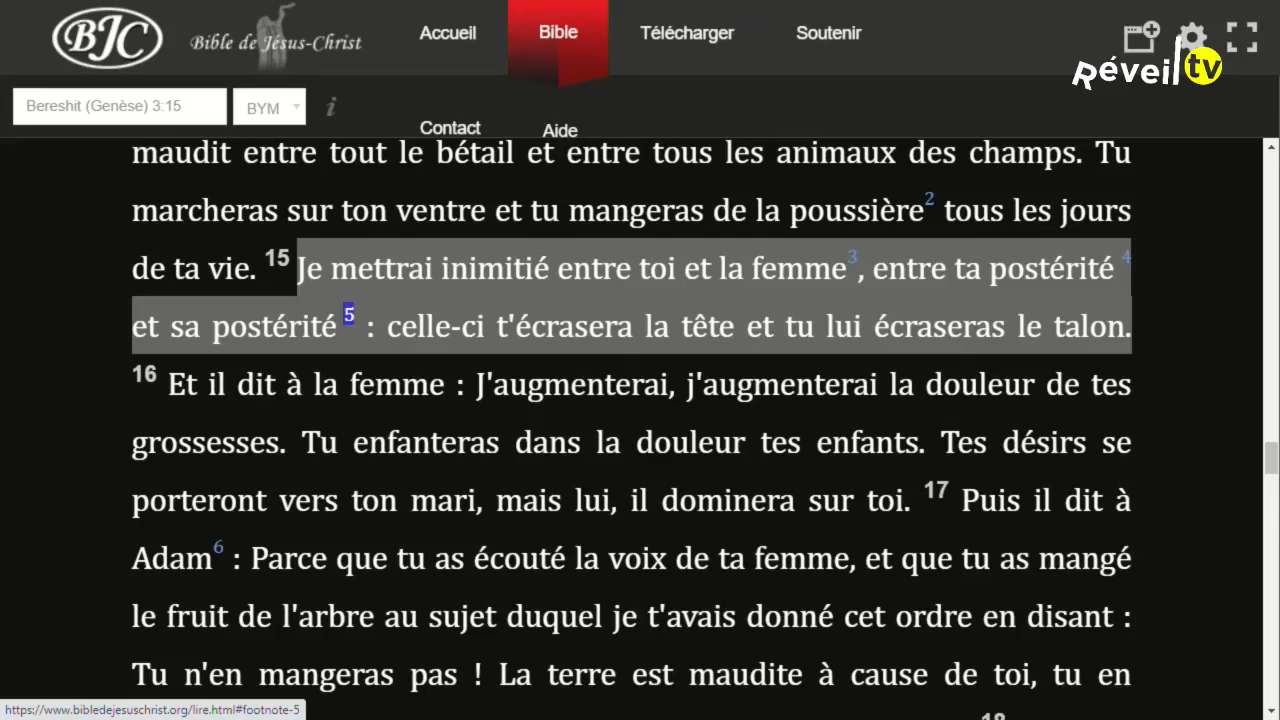 BJC
Bible de Jésus-Christ
Accueil
Bible
Télécharger
Soutenir
Réveil tv
Bereshit (Genèse) 3:15
BYM
i
Contact
Aide
maudit entre tout le bétail et entre tous les animaux des champs. Tu
marcheras sur ton ventre et tu mangeras de la poussière2 tous les jours
de ta vie. 15 Je mettrai inimitié entre toi et la femme3, entre ta postérité 4
et sa postérité 5 : celle-ci t'écrasera la tête et tu lui écraseras le talon.
16 Et il dit à la femme : J'augmenterai, j'augmenterai la douleur de tes
grossesses. Tu enfanteras dans la douleur tes enfants. Tes désirs se
porteront vers ton mari, mais lui, il dominera sur toi. 17 Puis il dit à
Adam6 : Parce que tu as écouté la voix de ta femme, et que tu as mangé
le fruit de l'arbre au sujet duquel je t'avais donné cet ordre en disant :
Tu n'en mangeras pas ! La terre est maudite à cause de toi, tu en
18
https://www.bibledejesuschrist.org/lire.html#footnote-5